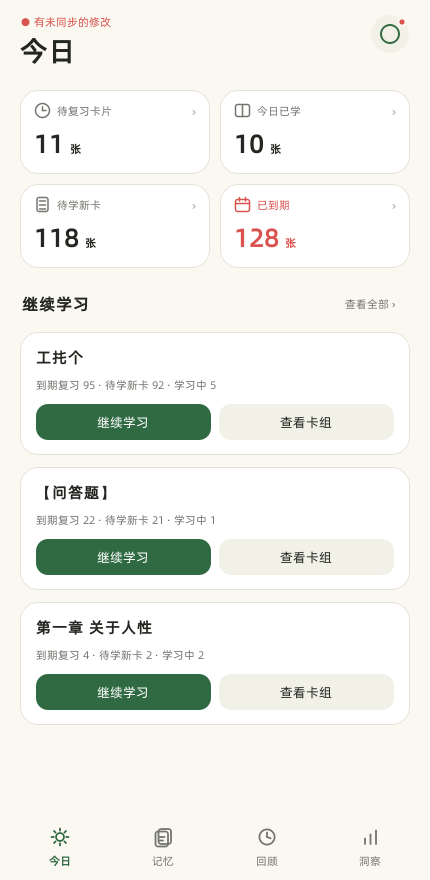 有未同步的修改
今日
待复习卡片
11 张
今日已学
10 张
待学新卡
118 张
已到期
128 张
继续学习
查看全部 ›
工㧌个
到期复习 95 · 待学新卡 92 · 学习中 5
继续学习
查看卡组
【问答题】
到期复习 22 · 待学新卡 21 · 学习中 1
继续学习
查看卡组
第一章 关于人性
到期复习 4 · 待学新卡 2 · 学习中 2
继续学习
查看卡组
今日
记忆
回顾
洞察